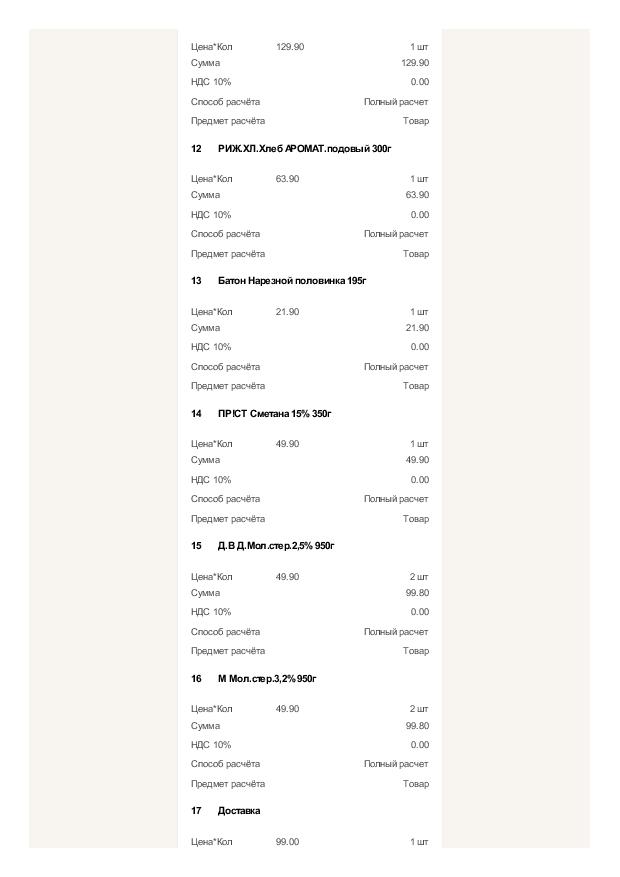 Цена*Кол 129.90 1 шт
Сумма 129.90
НДС 10% 0.00
Способ расчёта Полный расчет
Предмет расчёта Товар
12 РИЖ.ХЛ.Хлеб АРОМАТ.подовый 300г
Цена*Кол 63.90 1 шт
Сумма 63.90
НДС 10% 0.00
Способ расчёта Полный расчет
Предмет расчёта Товар
13 Батон Нарезной половинка 195г
Цена*Кол 21.90 1 шт
Сумма 21.90
НДС 10% 0.00
Способ расчёта Полный расчет
Предмет расчёта Товар
14 ПР!СТ Сметана 15% 350г
Цена*Кол 49.90 1 шт
Сумма 49.90
НДС 10% 0.00
Способ расчёта Полный расчет
Предмет расчёта Товар
15 Д.В Д.Мол.стер.2,5% 950г
Цена*Кол 49.90 2 шт
Сумма 99.80
НДС 10% 0.00
Способ расчёта Полный расчет
Предмет расчёта Товар
16 М Мол.стер.3,2% 950г
Цена*Кол 49.90 2 шт
Сумма 99.80
НДС 10% 0.00
Способ расчёта Полный расчет
Предмет расчёта Товар
17 Доставка
Цена*Кол 99.00 1 шт